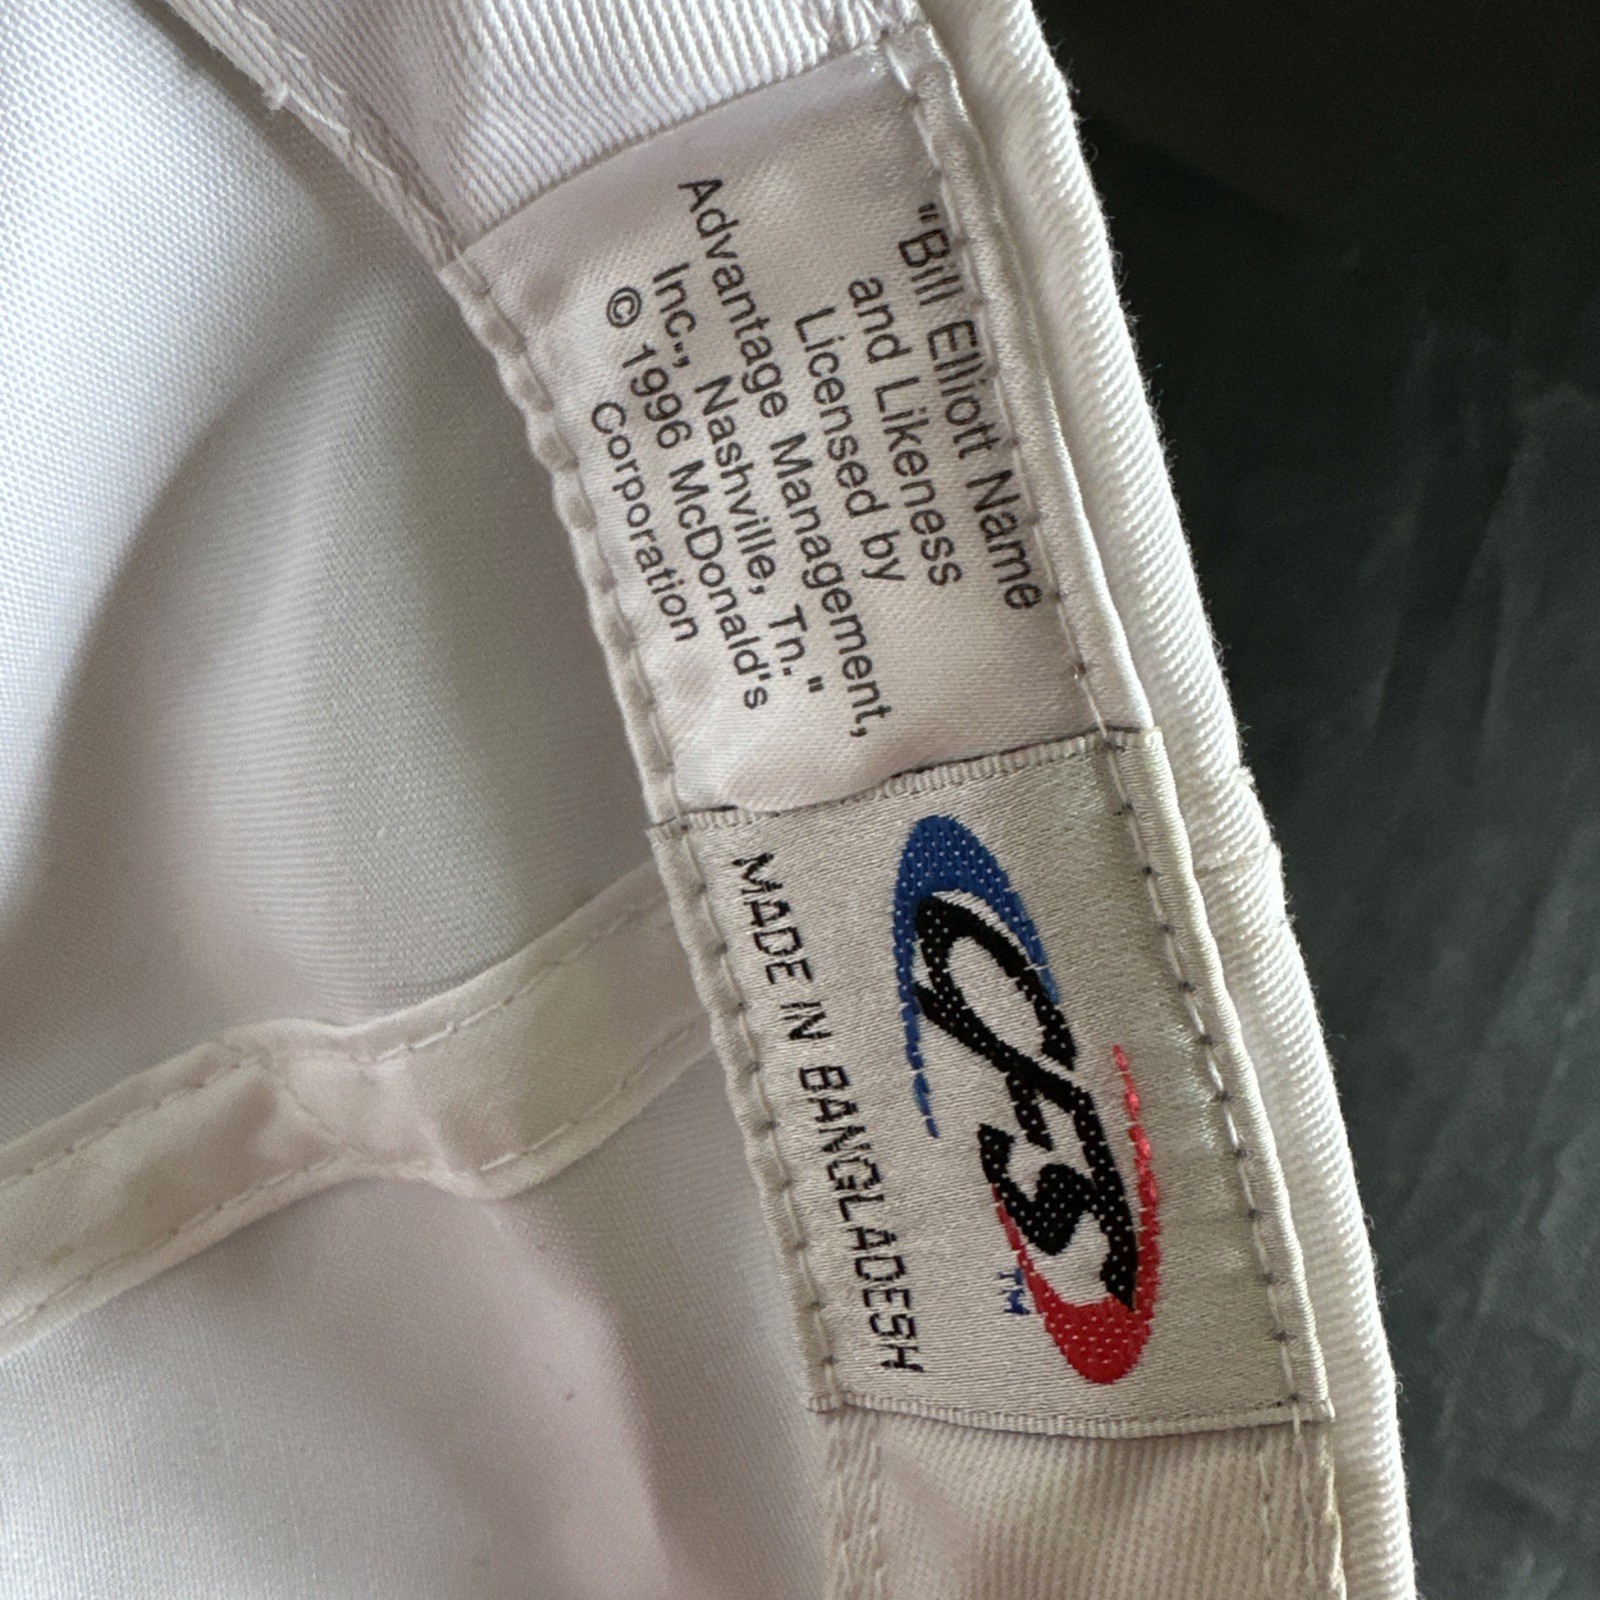 "Bill Elliott Name
and Likeness
Licensed by
Advantage Management,
Inc., Nashville, Tn."
© 1996 McDonald's
Corporation
CFS
TM
MADE IN BANGLADESH